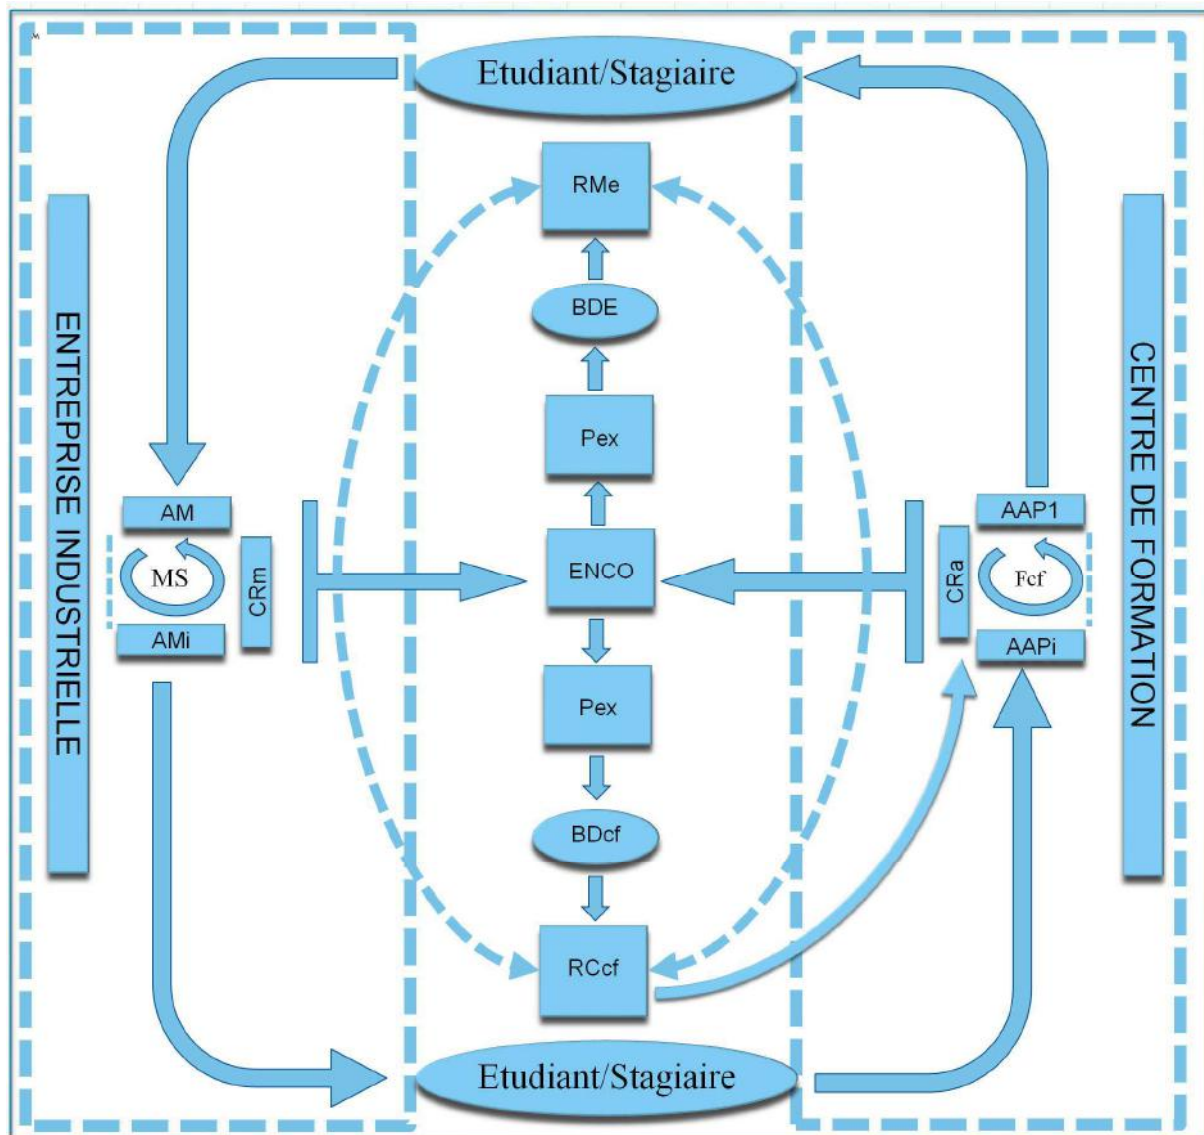 M
Etudiant/Stagiaire
RMe
BDE
ENTREPRISE INDUSTRIELLE
CENTRE DE FORMATION
Pex
AM
AAP1
MS
CRm
ENCO
CRa
Fcf
AMi
AAPi
Pex
BDcf
RCcf
Etudiant/Stagiaire